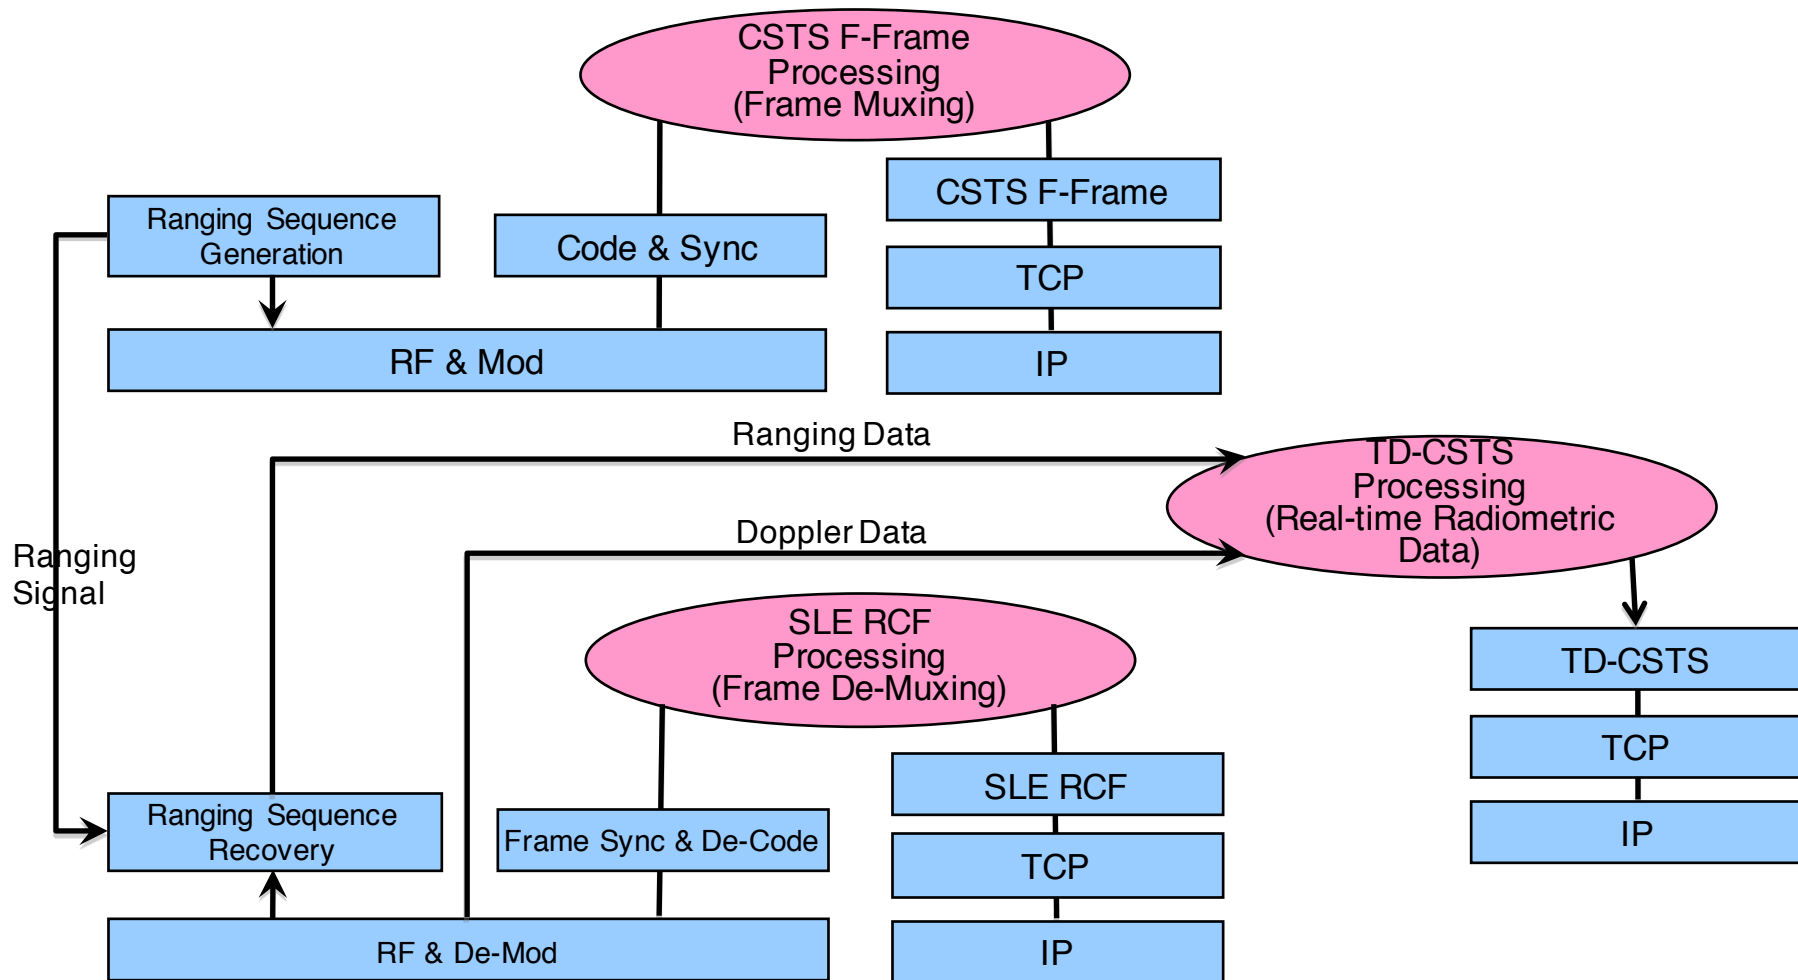 CSTS F-Frame
Processing
(Frame Muxing)
CSTS F-Frame
Ranging Sequence
Generation
Code & Sync
TCP
RF & Mod
IP
Ranging Data
TD-CSTS
Processing
(Real-time Radiometric
Data)
Doppler Data
Ranging
Signal
SLE RCF
Processing
(Frame De-Muxing)
TD-CSTS
TCP
SLE RCF
Ranging Sequence
Recovery
Frame Sync & De-Code
TCP
IP
RF & De-Mod
IP